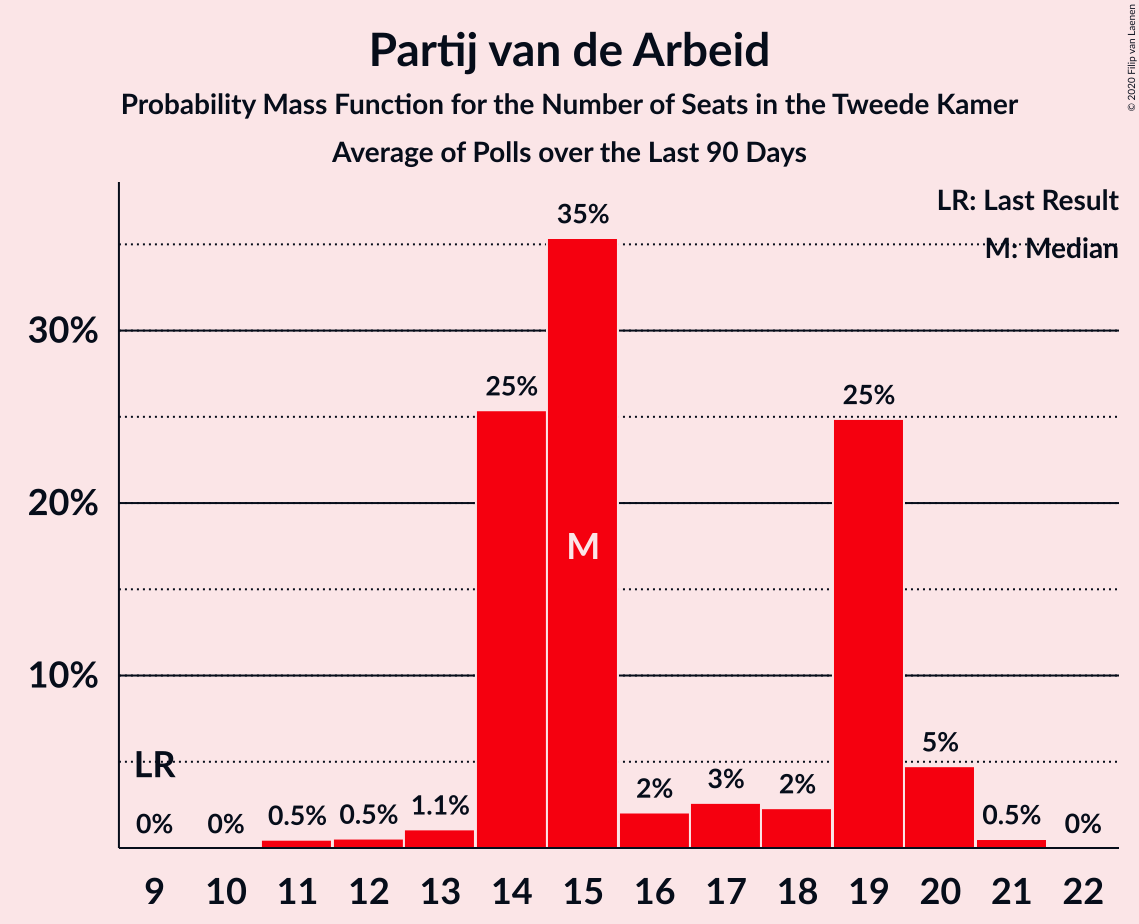 Partij van de Arbeid
Probability Mass Function for the Number of Seats in the Tweede Kamer
Average of Polls over the Last 90 Days
© 2020 Filip van Laenen
LR: Last Result
M: Median
30%
20%
10%
LR
M
0%
0%
0.5%
0.5%
1.1%
25%
35%
2%
3%
2%
25%
5%
0.5%
0%
9 10 11 12 13 14 15 16 17 18 19 20 21 22